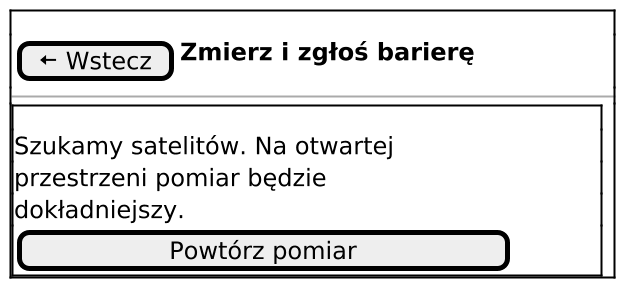 ← Wstecz Zmierz i zgłoś barierę
Szukamy satelitów. Na otwartej
przestrzeni pomiar będzie
dokładniejszy.
Powtórz pomiar